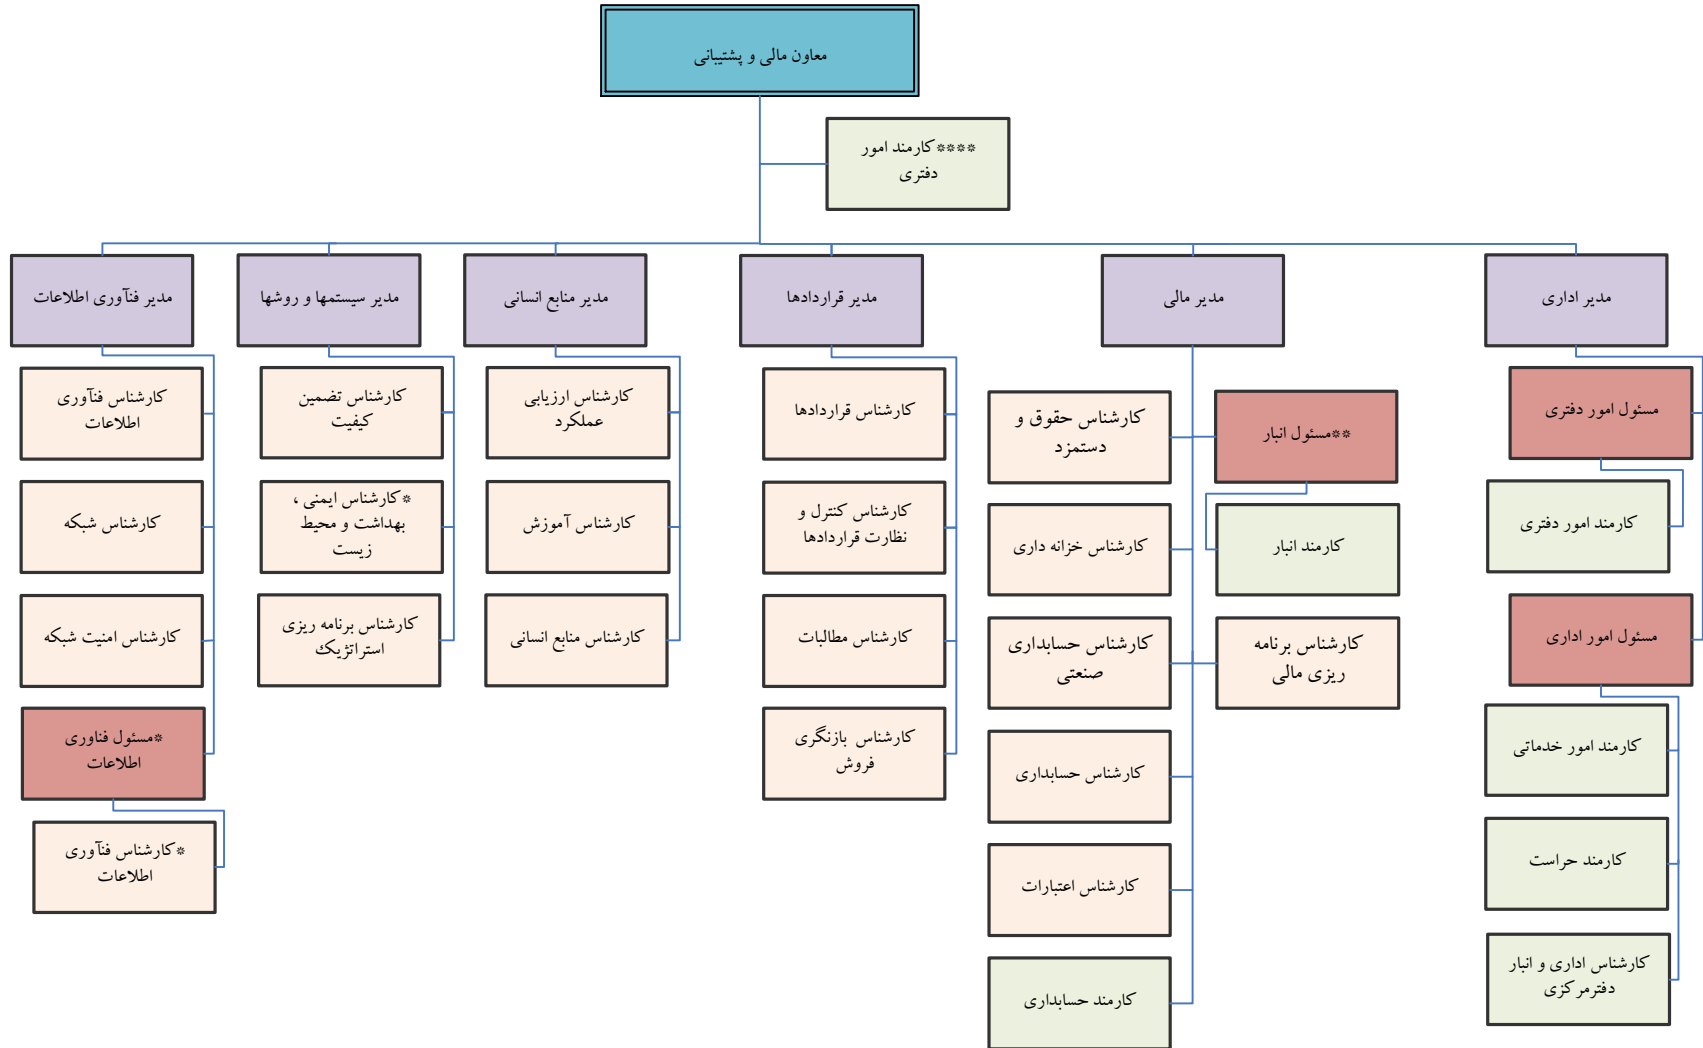 معاون مالی و پشتیبانی
****کارمند امور
دفتری
مدیر اداری
مسئول امور دفتری
کارمند امور دفتری
مسئول امور اداری
کارمند امور خدماتی
کارمند حراست
کارشناس اداری و انبار
دفترمرکزی
مدیر مالی
**مسئول انبار
کارمند انبار
کارشناس برنامه
ریزی مالی
کارشناس حقوق و
دستمزد
کارشناس خزانه داری
کارشناس حسابداری
صنعتی
کارشناس حسابداری
کارشناس اعتبارات
کارمند حسابداری
مدیر قراردادها
کارشناس قراردادها
کارشناس کنترل و
نظارت قراردادها
کارشناس مطالبات
کارشناس بازنگری
فروش
مدیر منابع انسانی
کارشناس ارزیابی
عملکرد
کارشناس آموزش
کارشناس منابع انسانی
مدیر سیستمها و روشها
کارشناس تضمین
کیفیت
*کارشناس ایمنی ،
بهداشت و محیط
زیست
کارشناس برنامه ریزی
استراتژیک
مدیر فنآوری اطلاعات
کارشناس فنآوری
اطلاعات
کارشناس شبکه
کارشناس امنیت شبکه
*مسئول فناوری
اطلاعات
*کارشناس فنآوری
اطلاعات